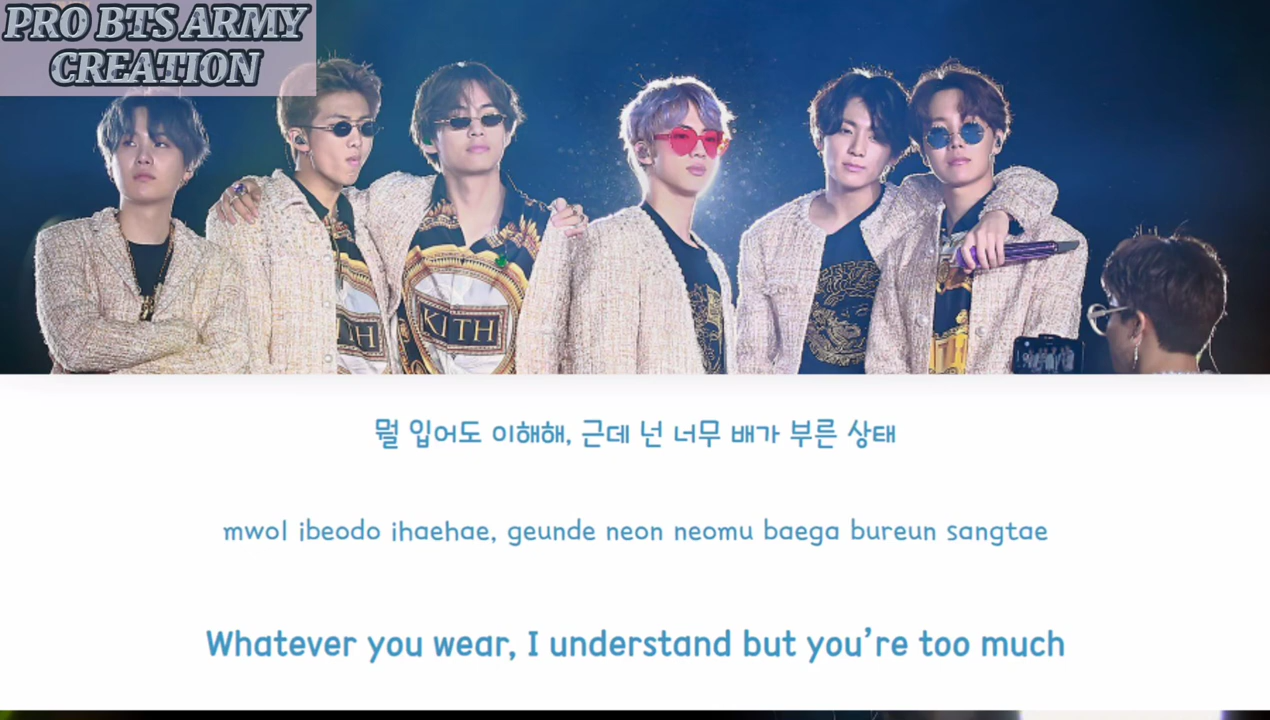 PRO BTS ARMY
CREATION
KITH
뭘 입어도 이해해, 근데 넌 너무 배가 부른 상태
mwol ibeodo ihaehae, geunde neon neomu baega bureun sangtae
Whatever you wear, I understand but you’re too much